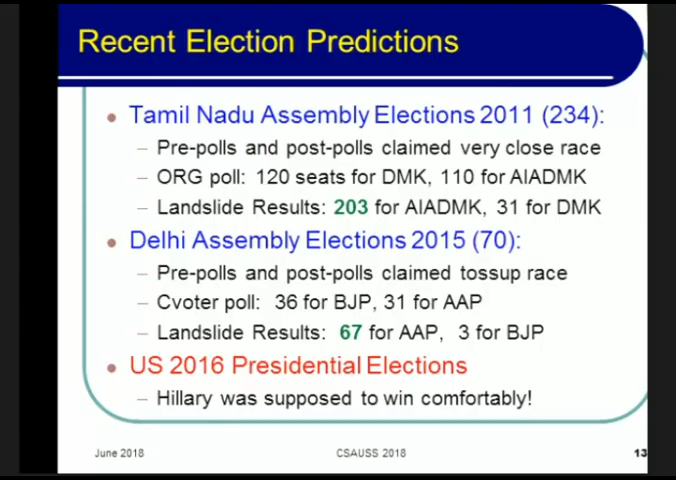 Recent Election Predictions
Tamil Nadu Assembly Elections 2011 (234):
– Pre-polls and post-polls claimed very close race
– ORG poll: 120 seats for DMK, 110 for AIADMK
– Landslide Results: 203 for AIADMK, 31 for DMK
Delhi Assembly Elections 2015 (70):
– Pre-polls and post-polls claimed tossup race
– Cvoter poll: 36 for BJP, 31 for AAP
– Landslide Results: 67 for AAP, 3 for BJP
US 2016 Presidential Elections
– Hillary was supposed to win comfortably!
June 2018 CSAUSS 2018 13